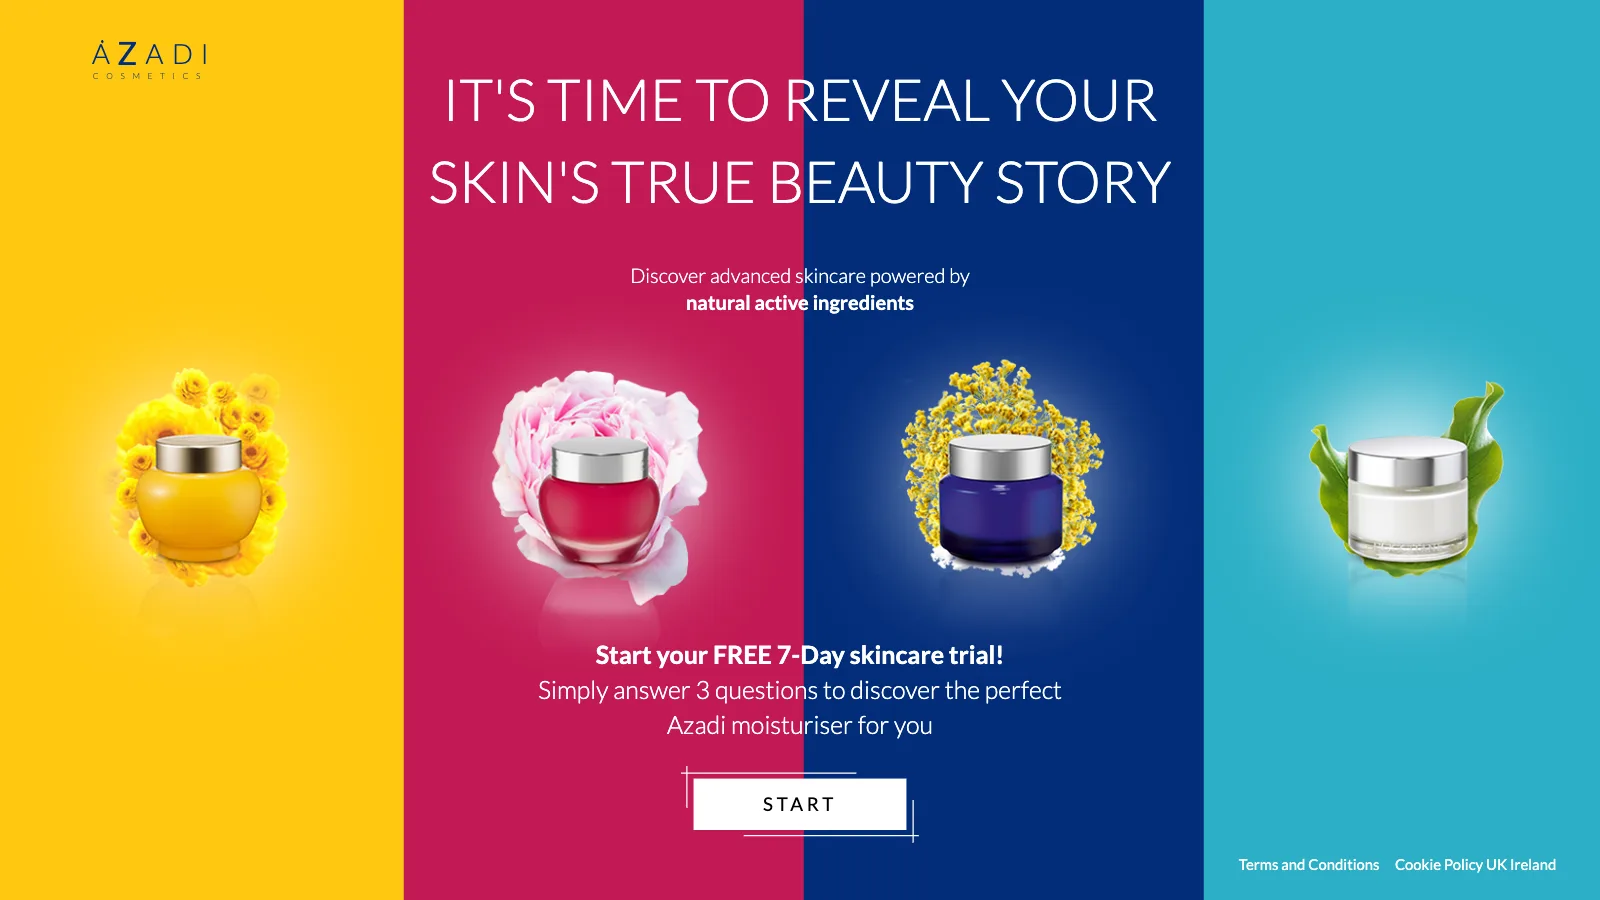 ȦZADI
COSMETICS
IT'S TIME TO REVEAL YOUR
SKIN'S TRUE BEAUTY STORY
Discover advanced skincare powered by
natural active ingredients
Start your FREE 7-Day skincare trial!
Simply answer 3 questions to discover the perfect
Azadi moisturiser for you
START
Terms and Conditions Cookie Policy UK Ireland